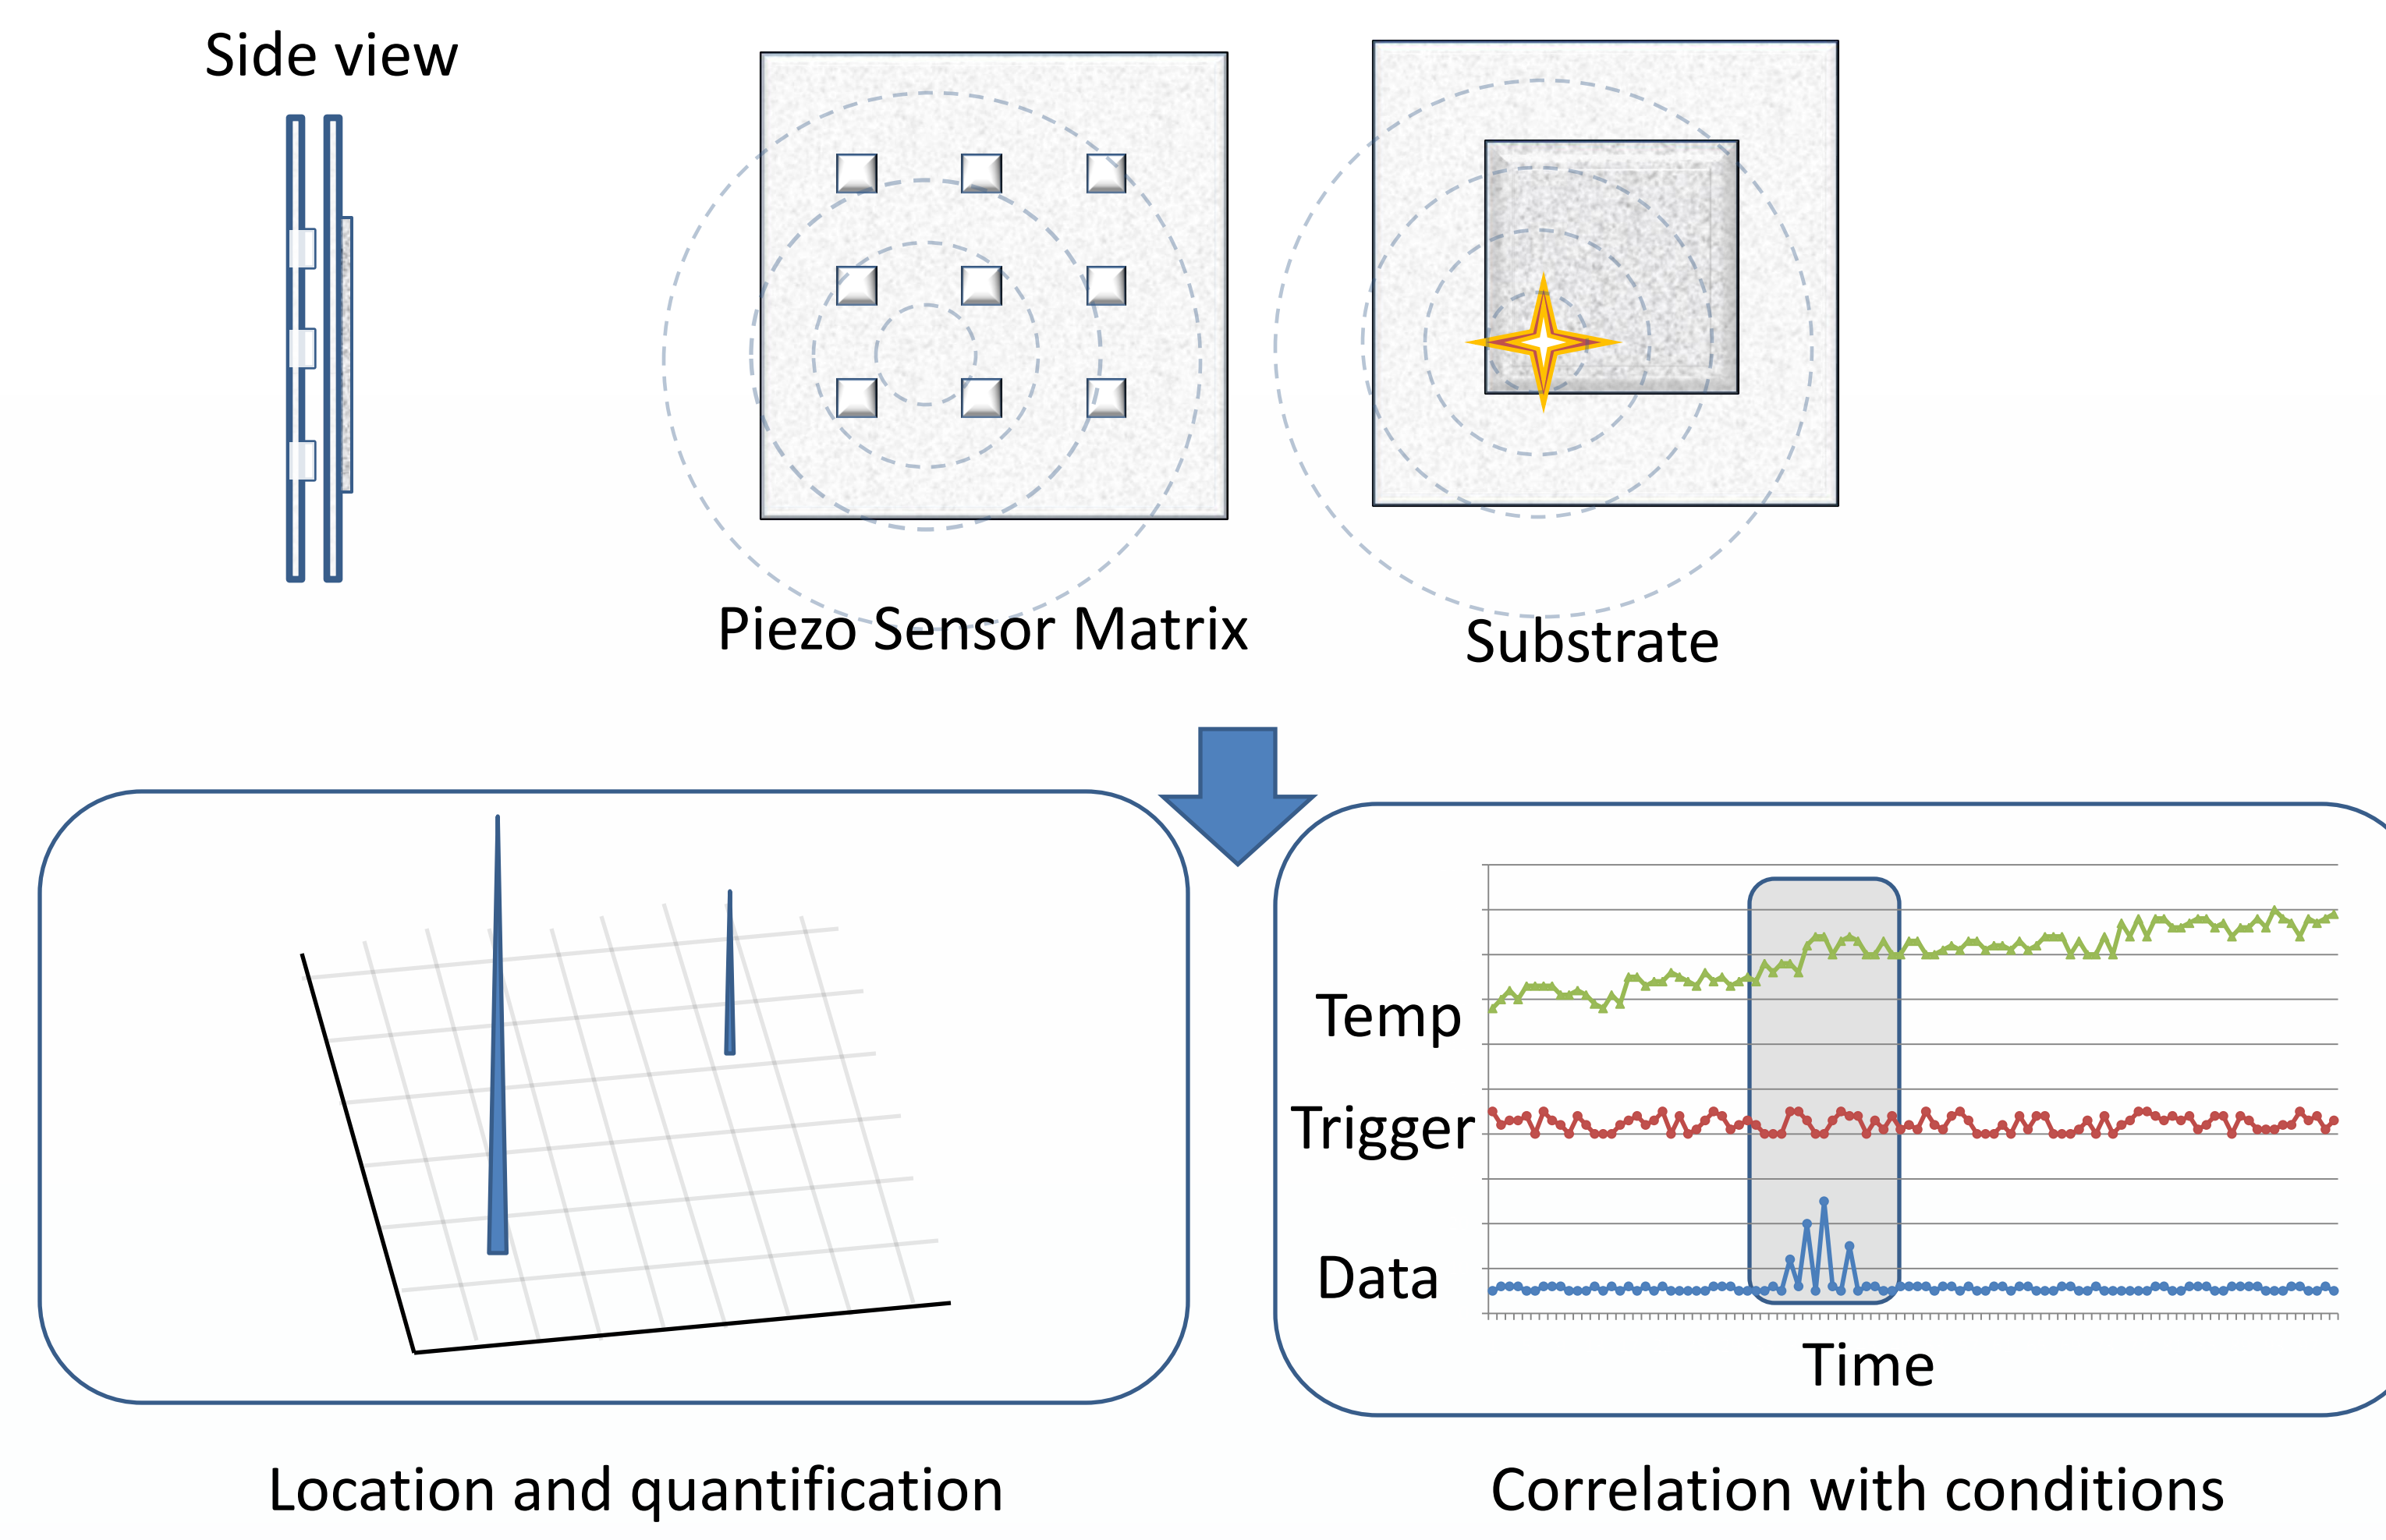 Side view
Piezo Sensor Matrix
Substrate
Temp
Trigger
Data
Time
Location and quantification
Correlation with conditions